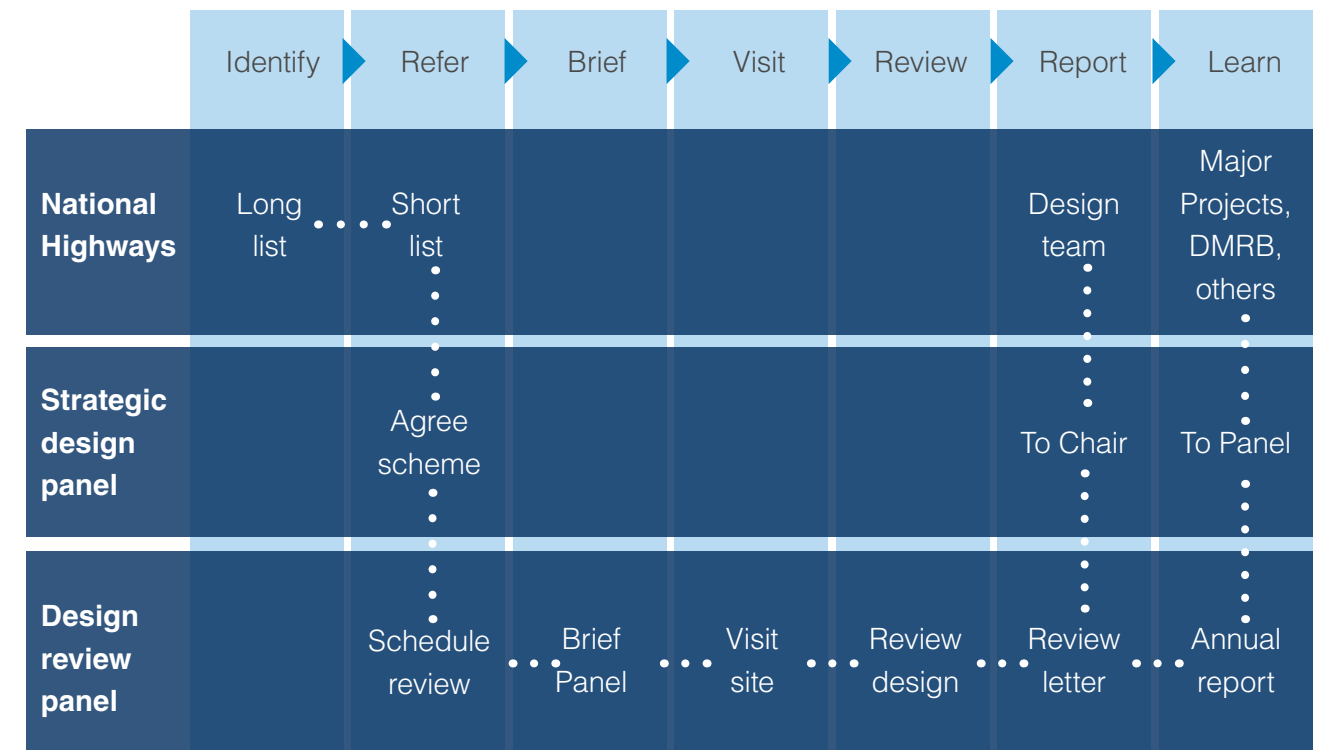 Identify
Refer
Brief
Visit
Review
Report
Learn
National
Highways
Long
list
Short
list
Design
team
Major
Projects,
DMRB,
others
Strategic
design
panel
Agree
scheme
To Chair
To Panel
Design
review
panel
Schedule
review
Brief
Panel
Visit
site
Review
design
Review
letter
Annual
report